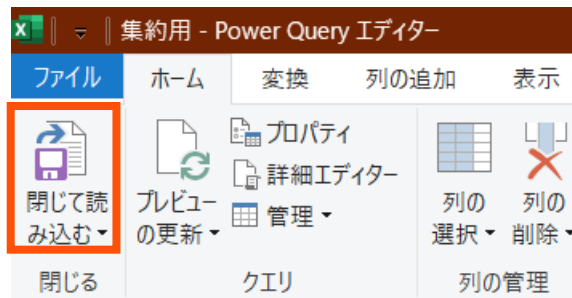 集約用 - Power Query エディター
ファイル ホーム 変換 列の追加 表示
閉じて読み込む
プレビューの更新
プロパティ
詳細エディター
管理
列の選択
列の削除
閉じる クエリ 列の管理